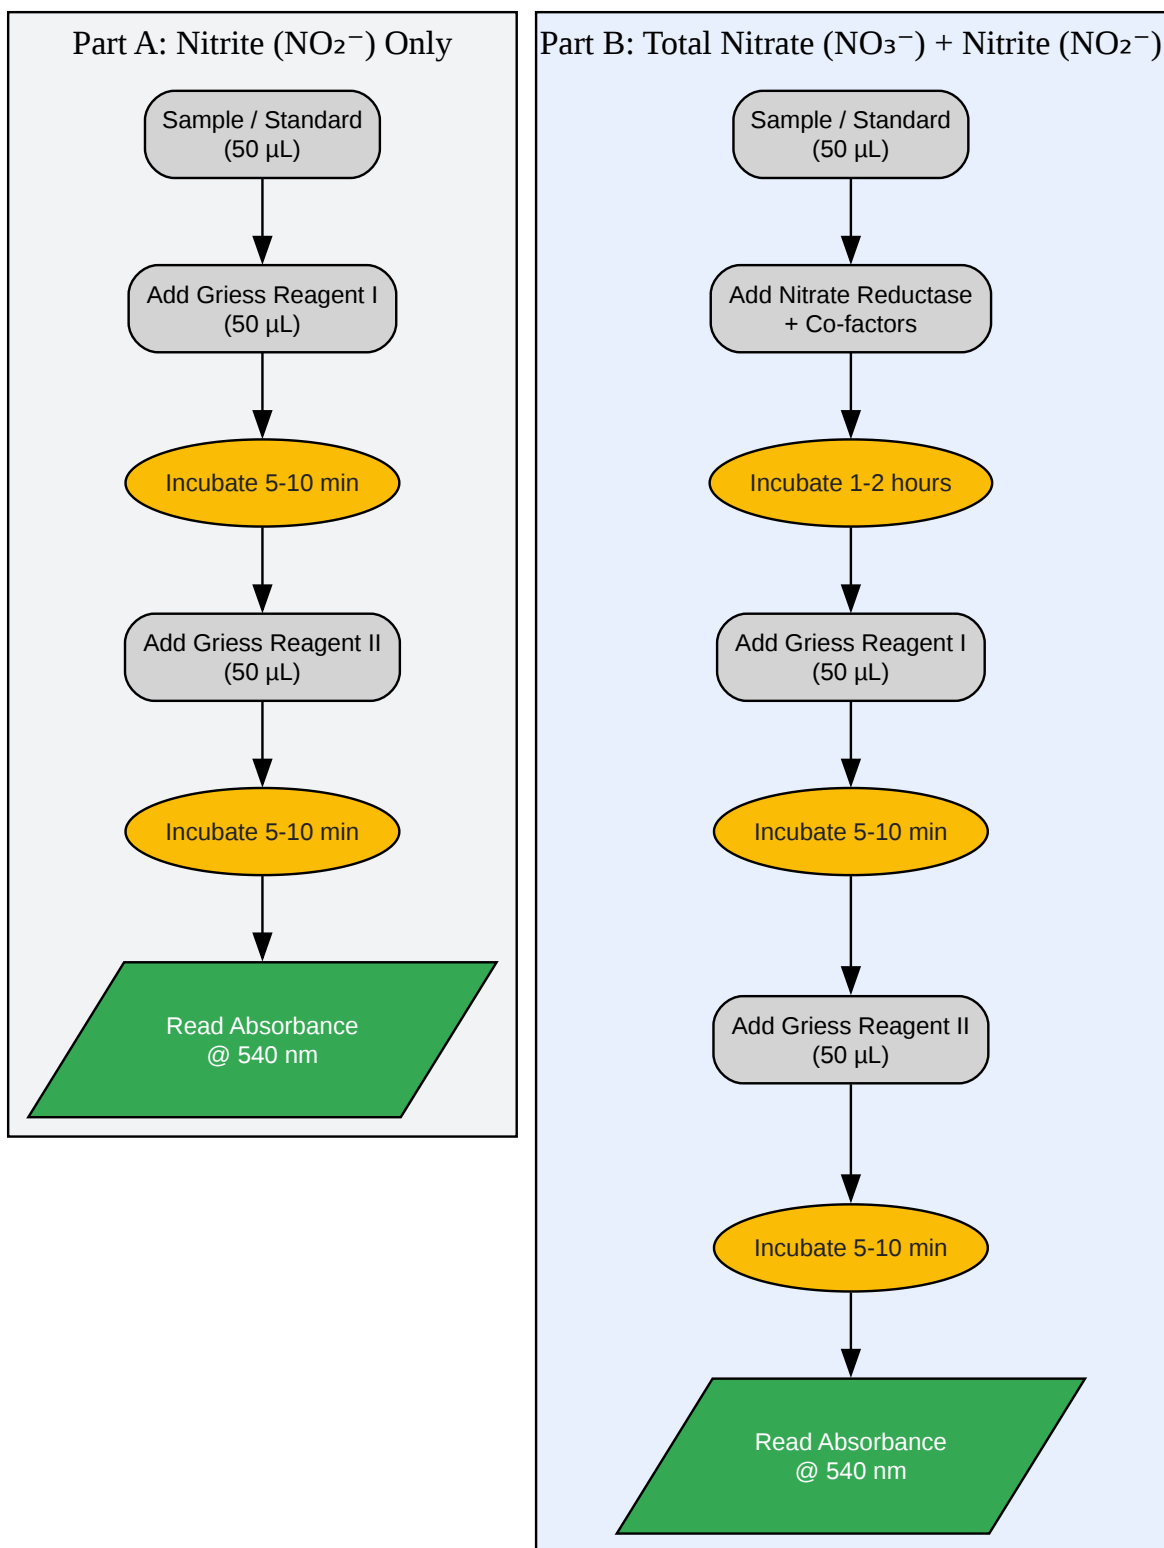 Part A: Nitrite (NO₂⁻) Only
Sample / Standard
(50 µL)
Add Griess Reagent I
(50 µL)
Incubate 5-10 min
Add Griess Reagent II
(50 µL)
Incubate 5-10 min
Read Absorbance
@ 540 nm
Part B: Total Nitrate (NO₃⁻) + Nitrite (NO₂⁻)
Sample / Standard
(50 µL)
Add Nitrate Reductase
+ Co-factors
Incubate 1-2 hours
Add Griess Reagent I
(50 µL)
Incubate 5-10 min
Add Griess Reagent II
(50 µL)
Incubate 5-10 min
Read Absorbance
@ 540 nm